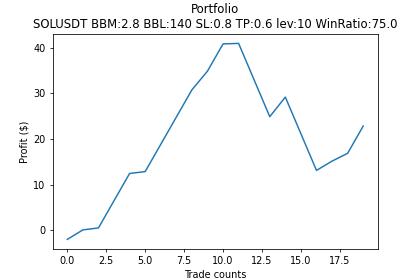 Portfolio
SOLUSDT BBM:2.8 BBL:140 SL:0.8 TP:0.6 lev:10 WinRatio:75.0
40
30
20
10
0
Profit ($)
0.0 2.5 5.0 7.5 10.0 12.5 15.0 17.5
Trade counts